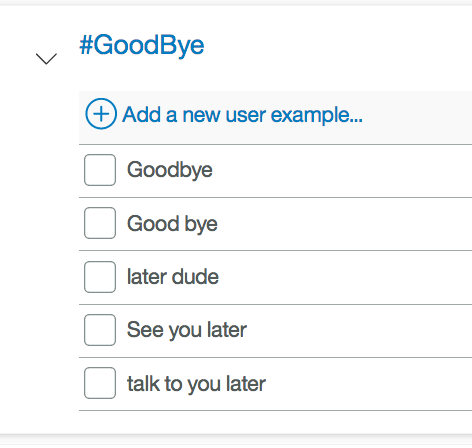 #GoodBye
Add a new user example...
Goodbye
Good bye
later dude
See you later
talk to you later